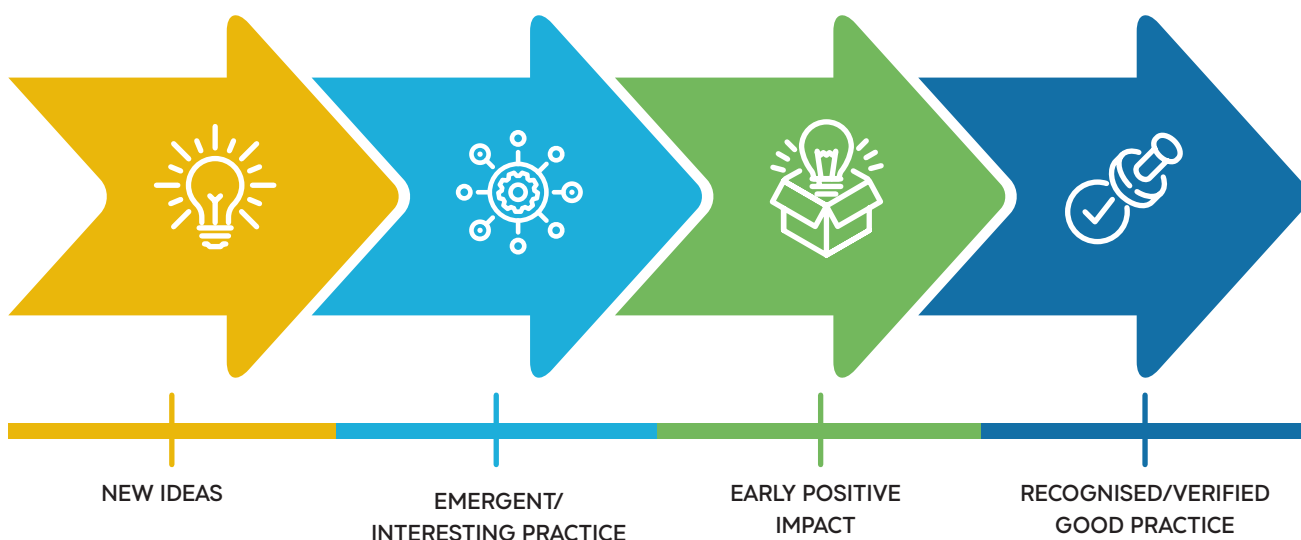 NEW IDEAS
EMERGENT/
INTERESTING PRACTICE
EARLY POSITIVE
IMPACT
RECOGNISED/VERIFIED
GOOD PRACTICE